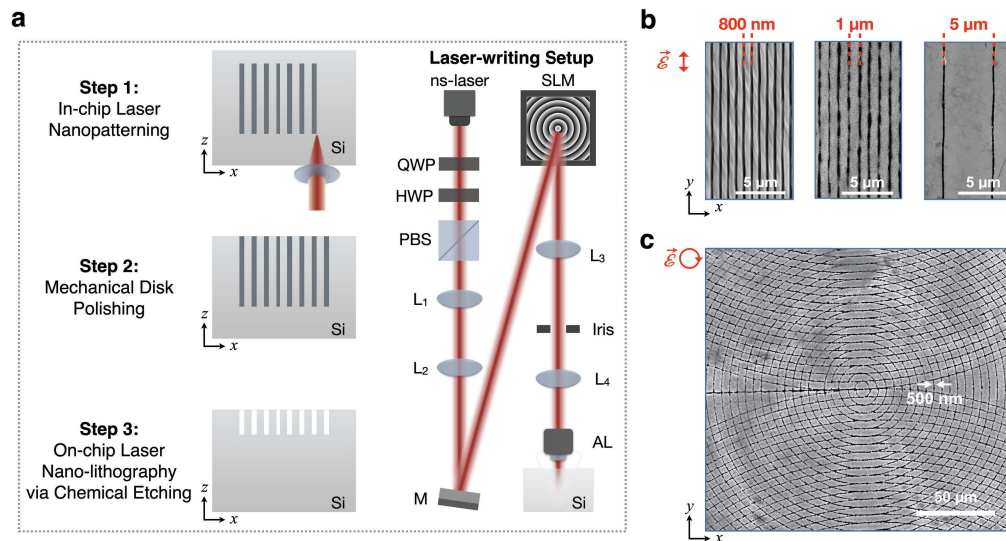 a
Step 1:
In-chip Laser
Nanopatterning
z
x
Si
Step 2:
Mechanical Disk
Polishing
z
x
Si
Step 3:
On-chip Laser
Nano-lithography
via Chemical Etching
z
x
Si
Laser-writing Setup
ns-laser
SLM
QWP
HWP
PBS
L₁
L₂
M
L₃
Iris
L₄
AL
Si
b
800 nm
1 µm
5 µm
ℰ
5 µm
5 µm
5 µm
y
x
c
ℰ
500 nm
50 µm
y
x